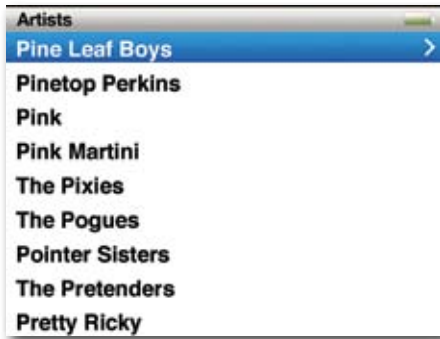 Artists
Pine Leaf Boys
Pinetop Perkins
Pink
Pink Martini
The Pixies
The Pogues
Pointer Sisters
The Pretenders
Pretty Ricky